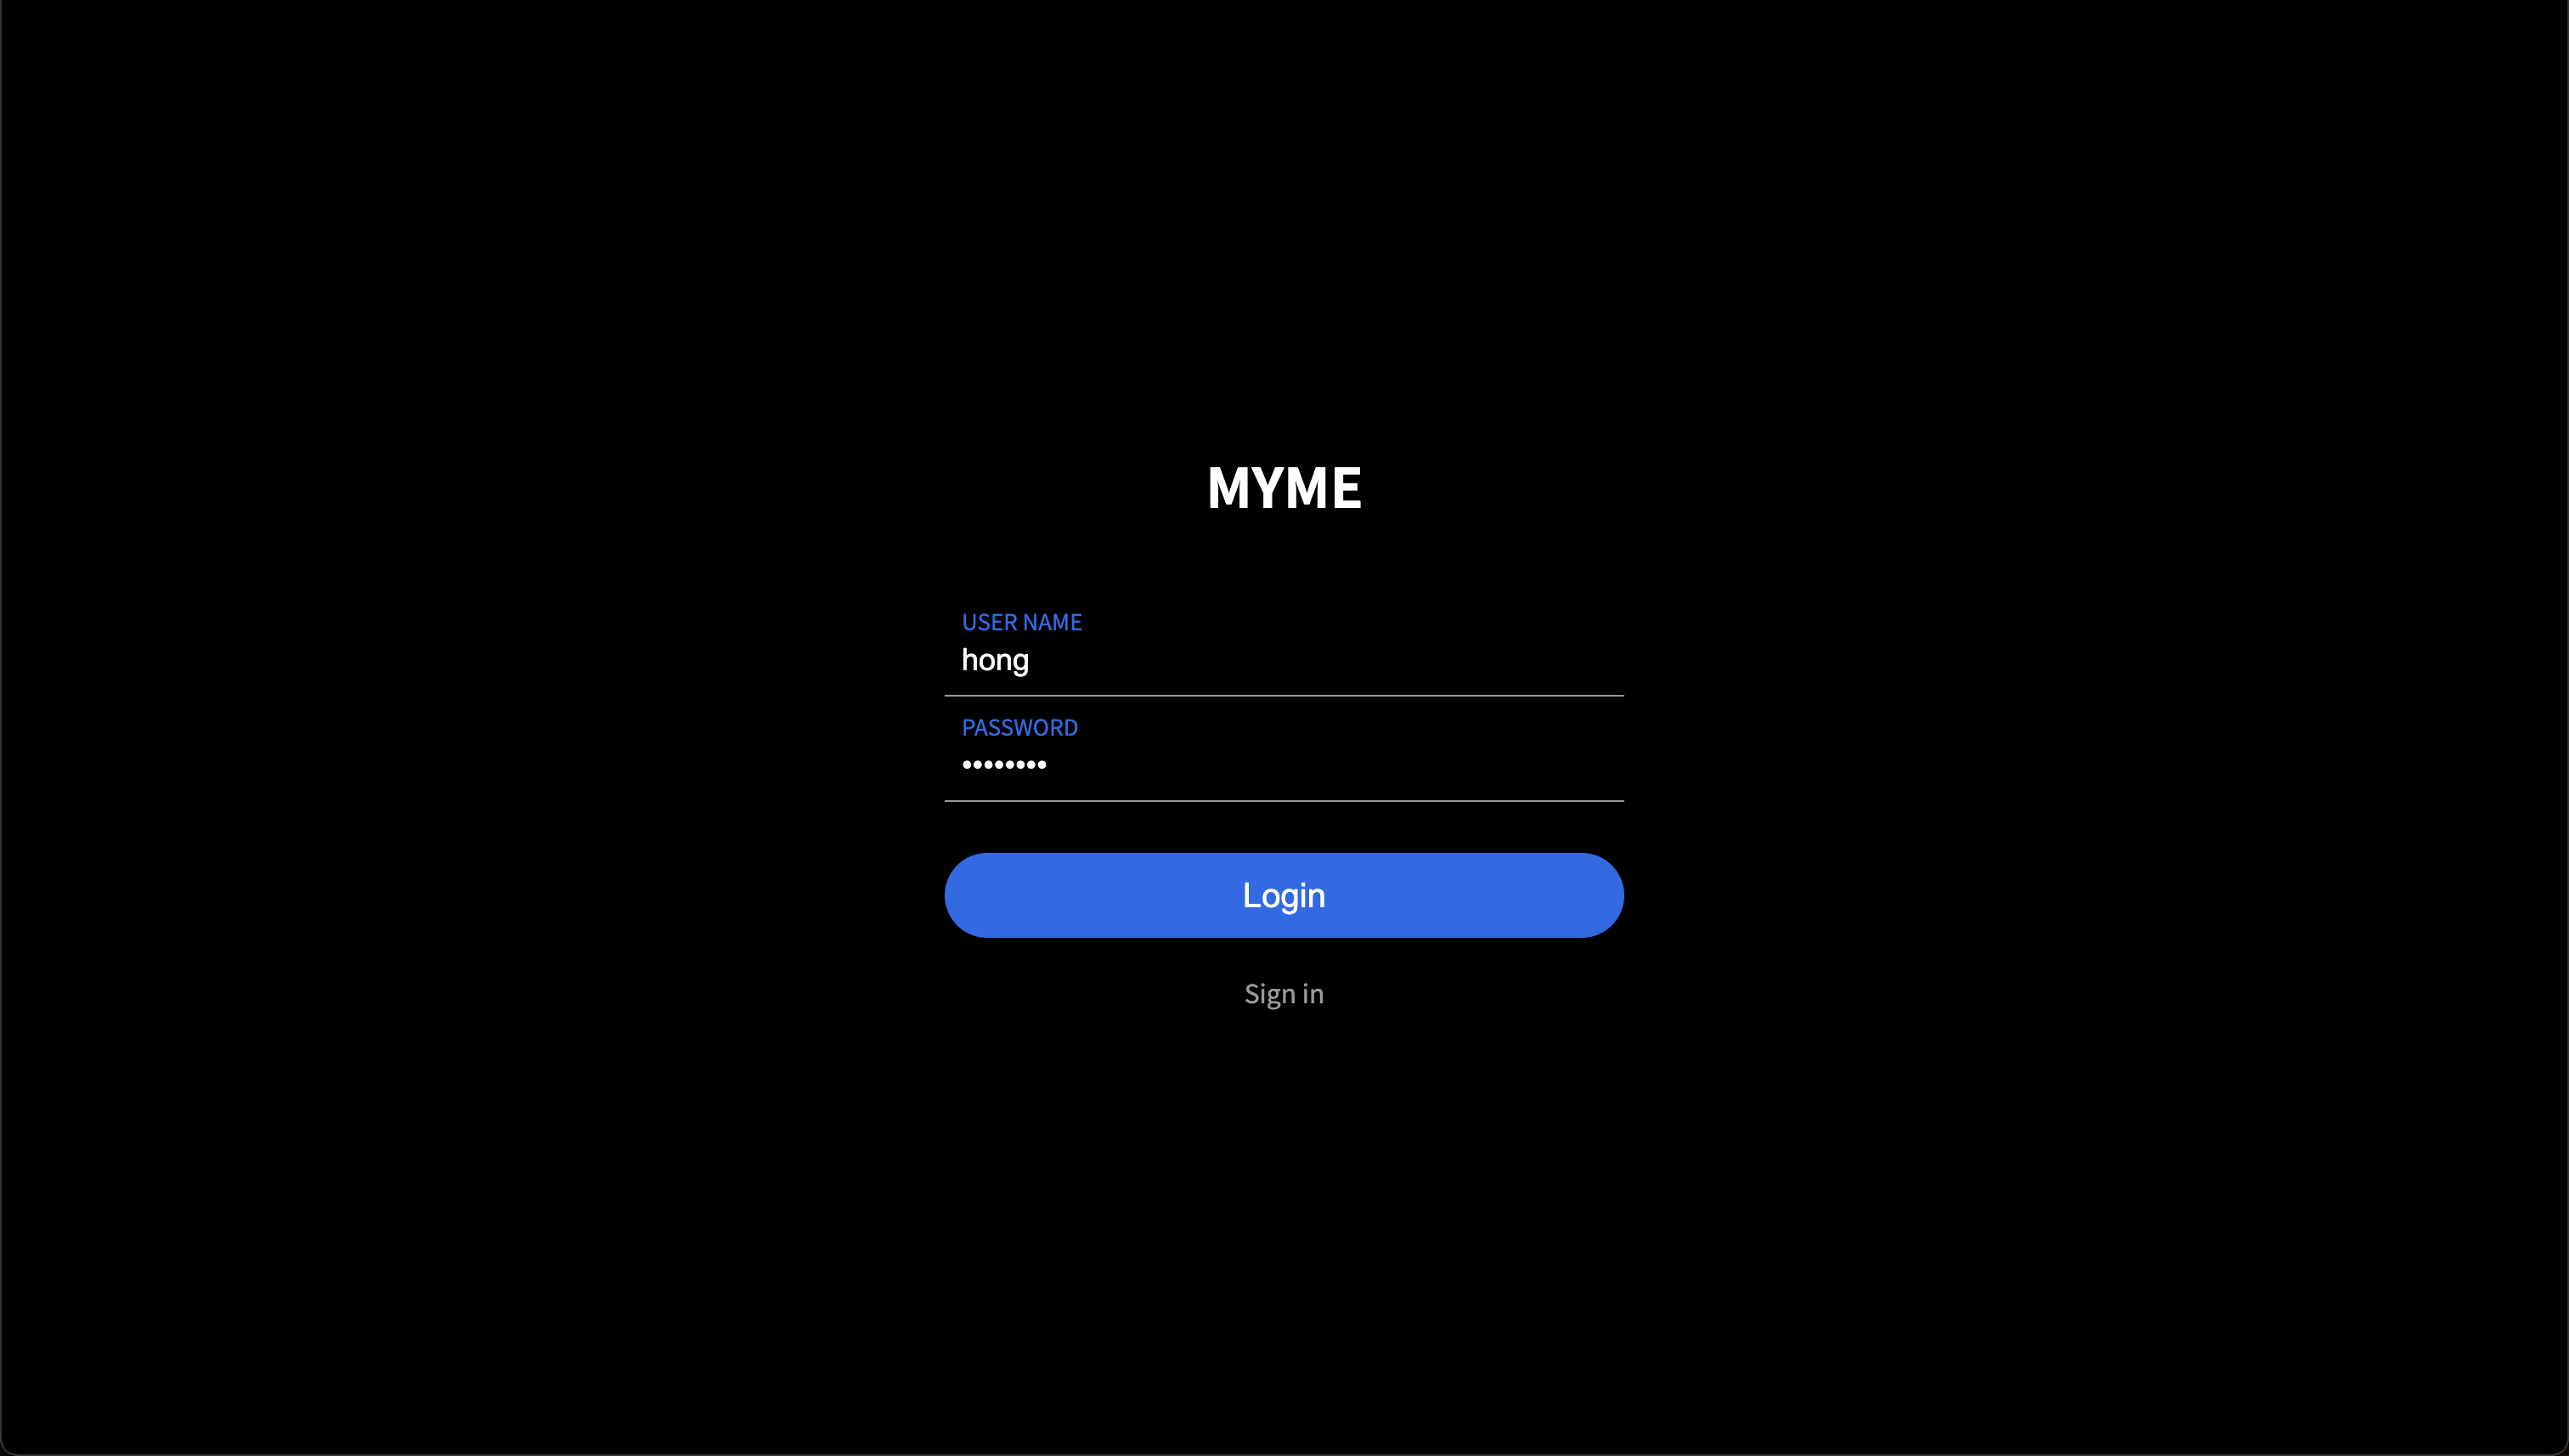 MYME
USER NAME
hong
PASSWORD
••••••••
Login
Sign in